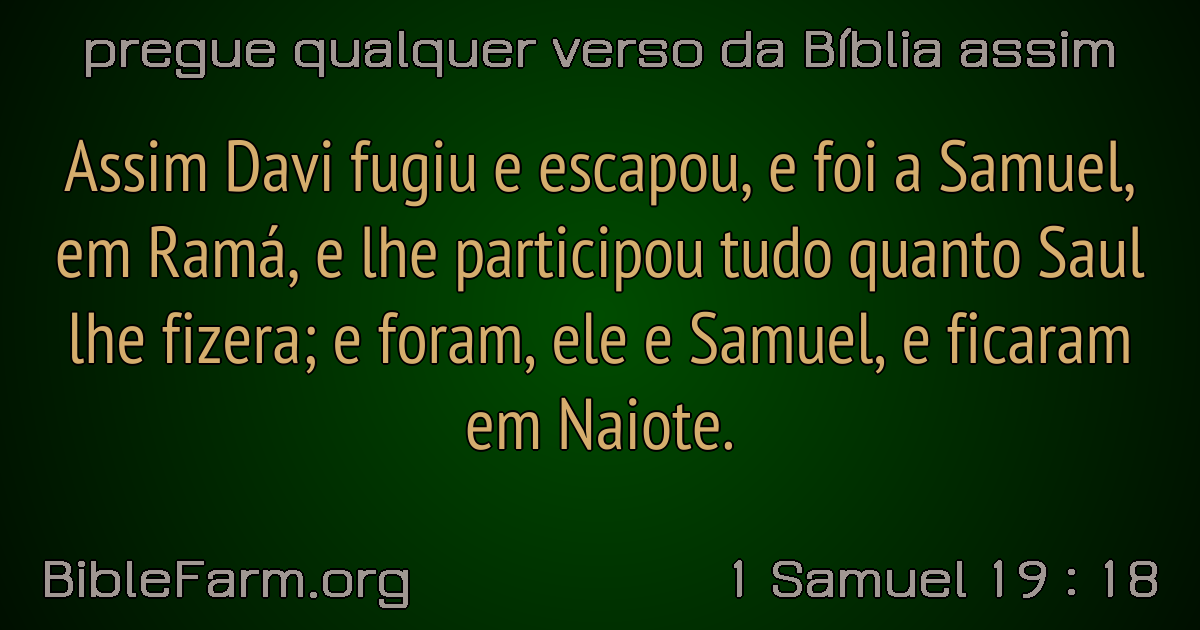 pregue qualquer verso da Bíblia assim
Assim Davi fugiu e escapou, e foi a Samuel,
em Ramá, e lhe participou tudo quanto Saul
lhe fizera; e foram, ele e Samuel, e ficaram
em Naiote.
BibleFarm.org
1 Samuel 19 : 18